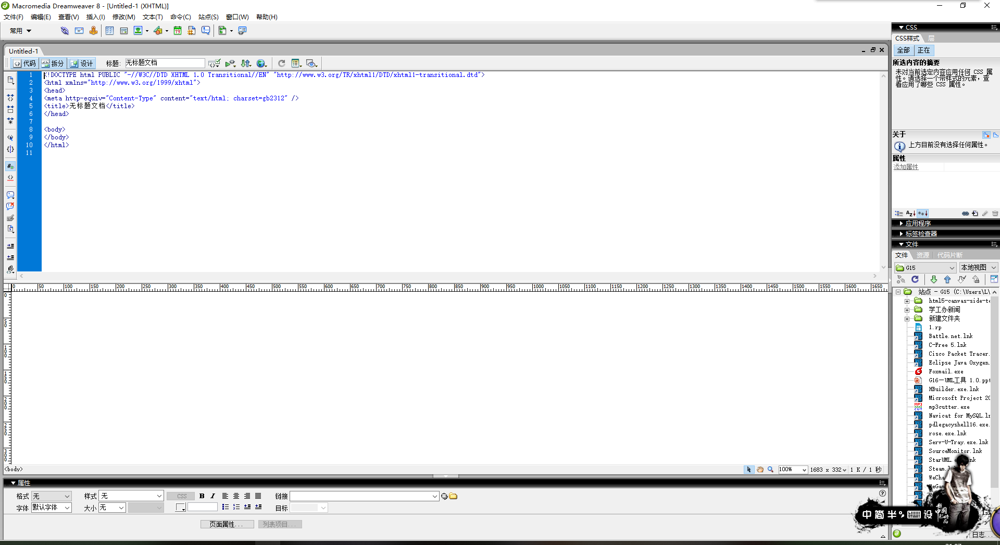 Macromedia Dreamweaver 8 - [Untitled-1 (XHTML)]
文件(F) 编辑(E) 查看(V) 插入(I) 修改(M) 文本(T) 命令(C) 站点(S) 窗口(W) 帮助(H)
常用
Untitled-1
代码 拆分 设计 标题: 无标题文档
1 <!DOCTYPE html PUBLIC "-//W3C//DTD XHTML 1.0 Transitional//EN" "http://www.w3.org/TR/xhtml1/DTD/xhtml1-transitional.dtd">
2 <html xmlns="http://www.w3.org/1999/xhtml">
3 <head>
4 <meta http-equiv="Content-Type" content="text/html; charset=gb2312" />
5 <title>无标题文档</title>
6 </head>
7
8 <body>
9 </body>
10 </html>
11
0 50 100 150 200 250 300 350 400 450 500 550 600 650 700 750 800 850 900 950 1000 1050 1100 1150 1200 1250 1300 1350 1400 1450 1500 1550 1600 1650
0
50
100
150
200
250
300
<body>
100% 1683 x 332 1 K / 1 秒
属性
格式 无 样式 无 CSS B I 链接
字体 默认字体 大小 无 目标
页面属性... 列表项目...
CSS
CSS样式 层
全部 正在
所选内容的摘要
未对当前选定内容应用任何 CSS 属
性。请选择一个带样式的元素，查
看应用了哪些 CSS 属性。
关于
上方目前没有选择任何属性。
属性
添加属性
应用程序
标签检查器
文件
文件 资源 代码片断
G15 本地视图
站点 - G15 (C:\Users\L\
html5-canvas-side-te
学工办新闻
新建文件夹
1.rp
Battle.net.lnk
C-Free 5.lnk
Cisco Packet Tracer.
Eclipse Java Oxygen.
Foxmail.exe
G16—UML工具 1.0.ppt
HBuilder.exe.lnk
Microsoft Project 20
mp3cutter.exe
Navicat for MySQL.ln
pdlegacyshell16.exe.
rose.exe.lnk
Serv-U-Tray.exe.lnk
SourceMonitor.lnk
StarUML.
Steam.
WeCha
WeGam
中 简 半 设
日志...